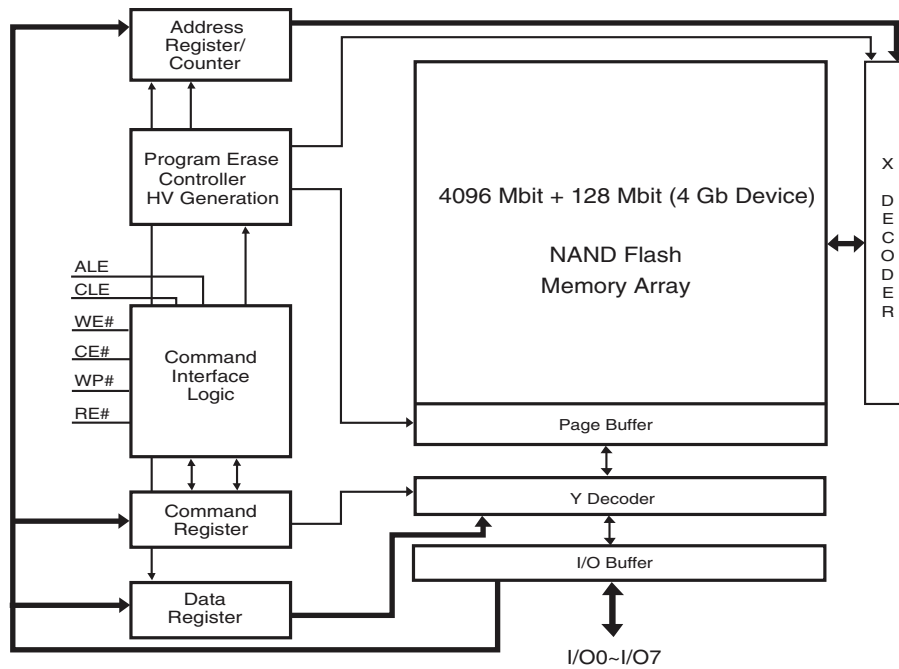 Address
Register/
Counter
Program Erase
Controller
HV Generation
4096 Mbit + 128 Mbit (4 Gb Device)
NAND Flash
Memory Array
X
D
E
C
O
D
E
R
ALE
CLE
WE#
CE#
WP#
RE#
Command
Interface
Logic
Page Buffer
Command
Register
Y Decoder
I/O Buffer
Data
Register
I/O0~I/O7